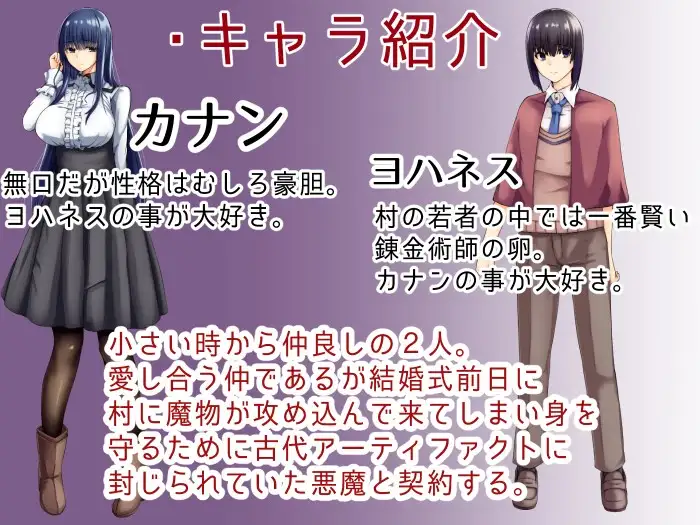 ・キャラ紹介
カナン
無口だが性格はむしろ豪胆。
ヨハネスの事が大好き。
ヨハネス
村の若者の中では一番賢い
錬金術師の卵。
カナンの事が大好き。
小さい時から仲良しの２人。
愛し合う仲であるが結婚式前日に
村に魔物が攻め込んで来てしまい身を
守るために古代アーティファクトに
封じられていた悪魔と契約する。